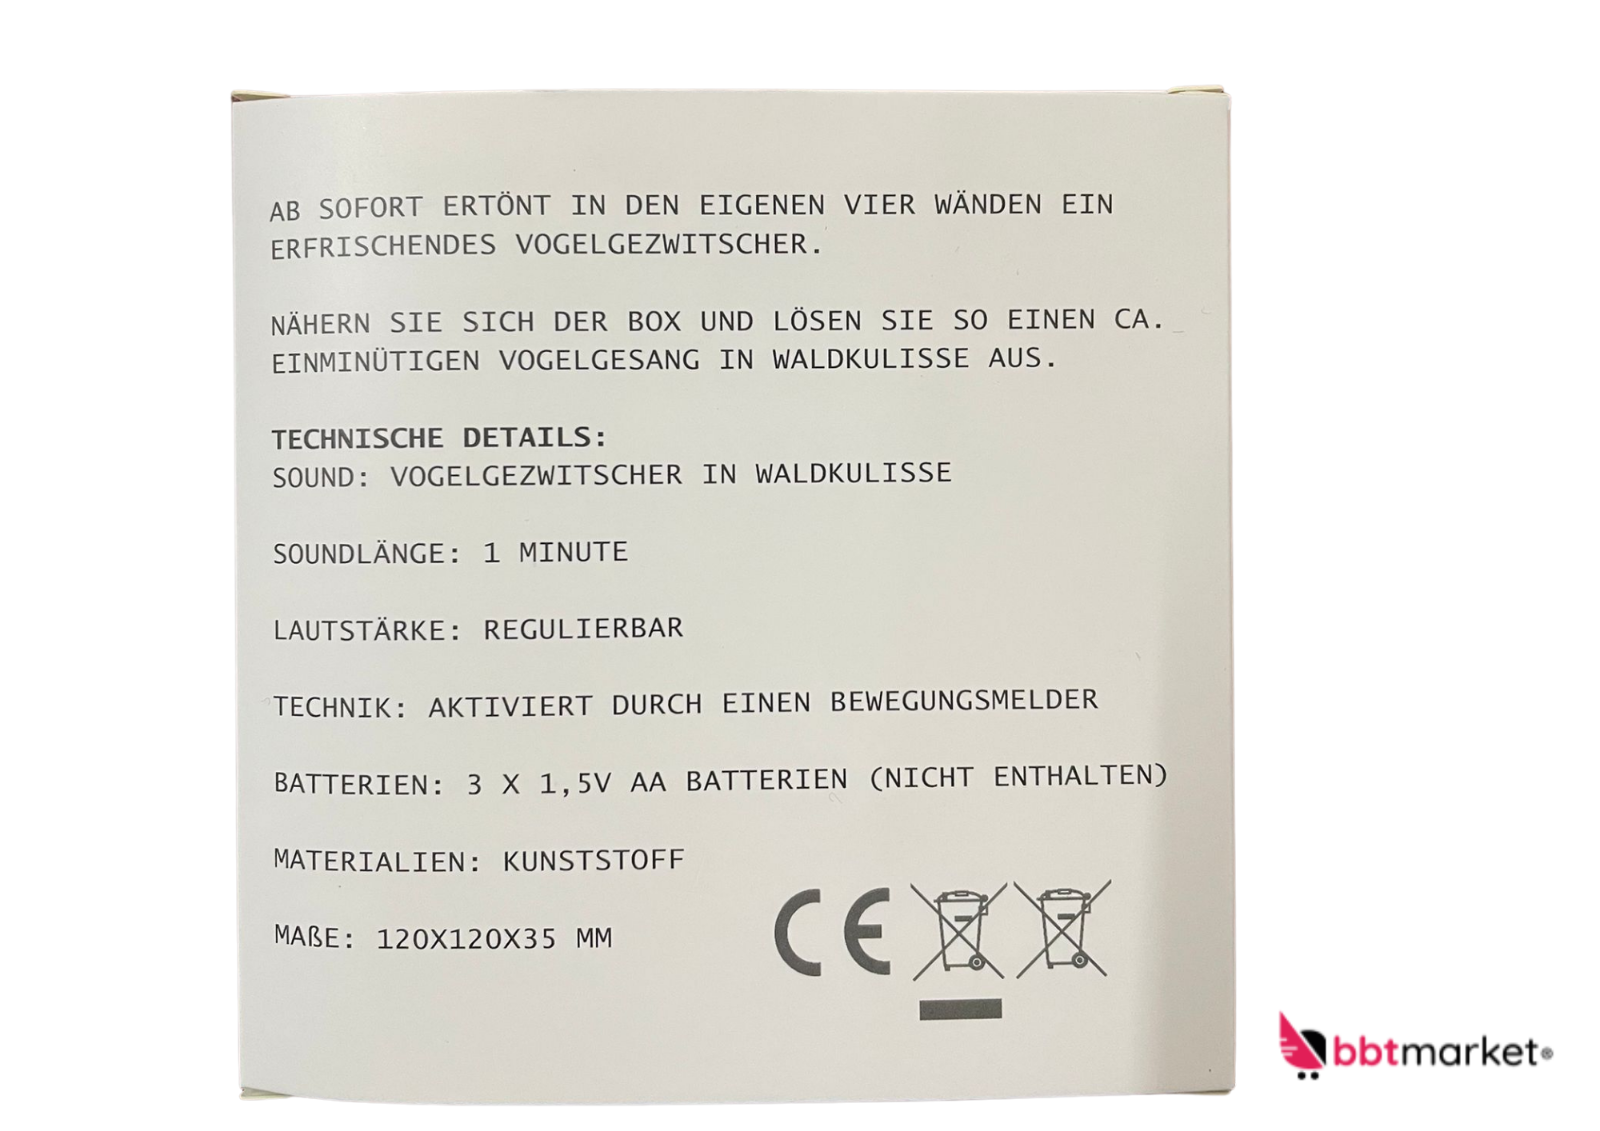 AB SOFORT ERTÖNT IN DEN EIGENEN VIER WÄNDEN EIN
ERFRISCHENDES VOGELGEZWITSCHER.
NÄHERN SIE SICH DER BOX UND LÖSEN SIE SO EINEN CA.
EINMINÜTIGEN VOGELGESANG IN WALDKULISSE AUS.
TECHNISCHE DETAILS:
SOUND: VOGELGEZWITSCHER IN WALDKULISSE
SOUNDLÄNGE: 1 MINUTE
LAUTSTÄRKE: REGULIERBAR
TECHNIK: AKTIVIERT DURCH EINEN BEWEGUNGSMELDER
BATTERIEN: 3 X 1,5V AA BATTERIEN (NICHT ENTHALTEN)
MATERIALIEN: KUNSTSTOFF
MAßE: 120X120X35 MM
CE
bbtmarket®